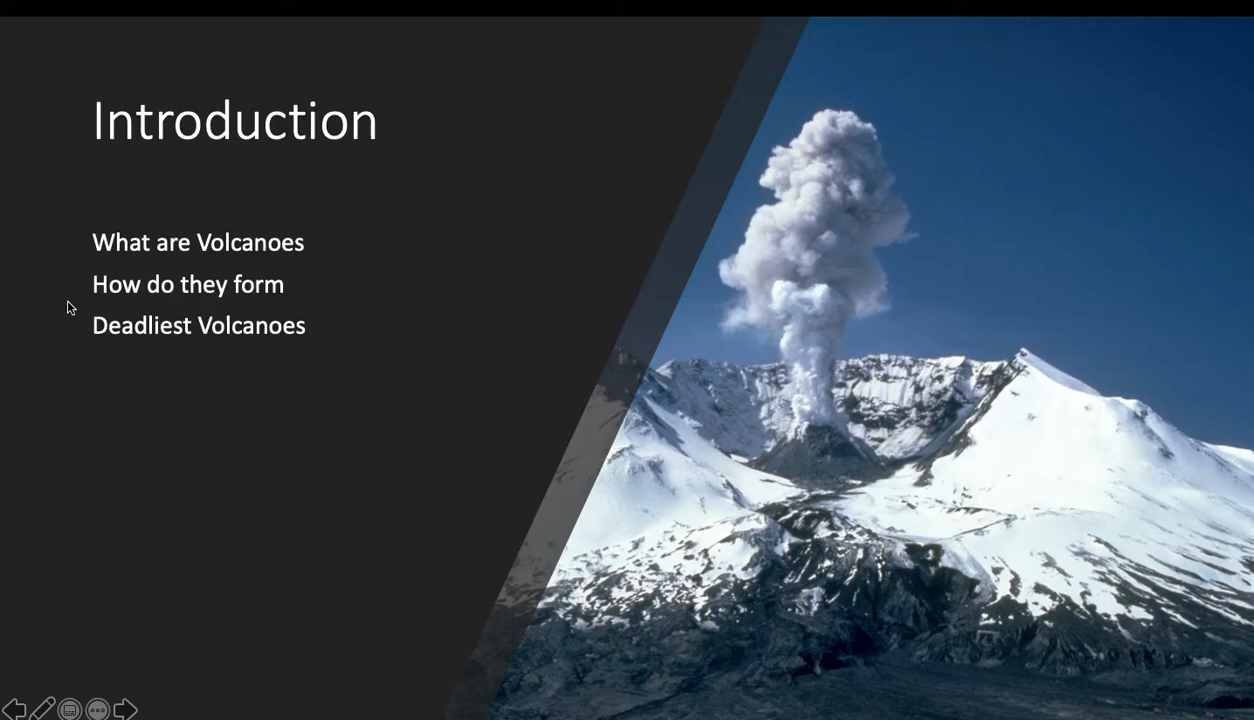 Introduction
What are Volcanoes
How do they form
Deadliest Volcanoes